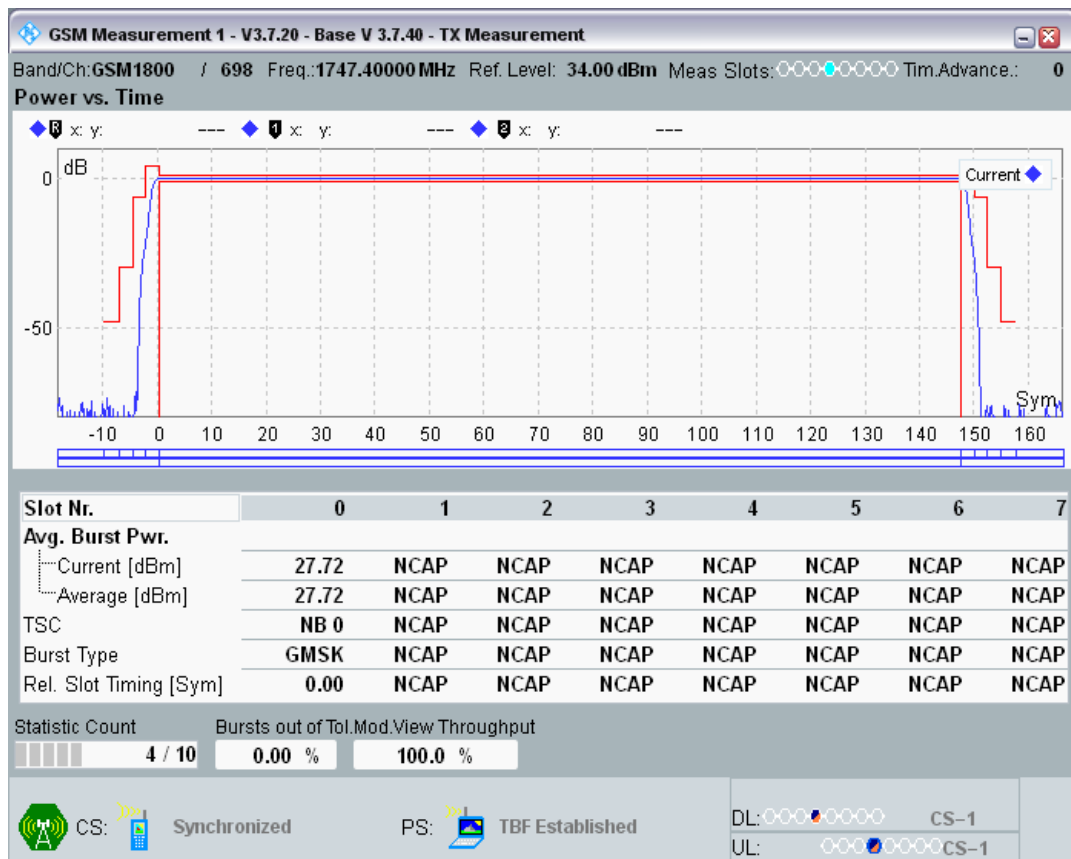 GSM Measurement 1 - V3.7.20 - Base V 3.7.40 - TX Measurement
Band/Ch:GSM1800 / 698 Freq.:1747.40000 MHz Ref. Level: 34.00 dBm Meas Slots: Tim.Advance.: 0
Power vs. Time
R x: y: --- 1 x: y: --- 2 x: y: ---
dB
Current
0
-50
Sym
-10 0 10 20 30 40 50 60 70 80 90 100 110 120 130 140 150 160
Slot Nr. 0 1 2 3 4 5 6 7
Avg. Burst Pwr.
Current [dBm] 27.72 NCAP NCAP NCAP NCAP NCAP NCAP NCAP
Average [dBm] 27.72 NCAP NCAP NCAP NCAP NCAP NCAP NCAP
TSC NB 0 NCAP NCAP NCAP NCAP NCAP NCAP NCAP
Burst Type GMSK NCAP NCAP NCAP NCAP NCAP NCAP NCAP
Rel. Slot Timing [Sym] 0.00 NCAP NCAP NCAP NCAP NCAP NCAP NCAP
Statistic Count Bursts out of Tol.Mod.View Throughput
4 / 10 0.00 % 100.0 %
CS: Synchronized PS: TBF Established
DL: CS-1
UL: CS-1